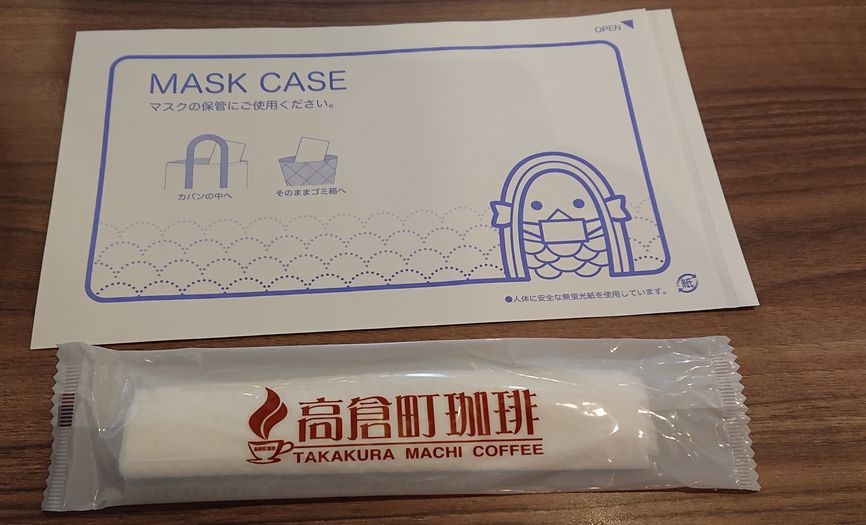 OPEN
MASK CASE
マスクの保管にご使用ください。
カバンの中へ
そのままゴミ箱へ
●人体に安全な無蛍光紙を使用しています。
紙
高倉町珈琲
TAKAKURA MACHI COFFEE